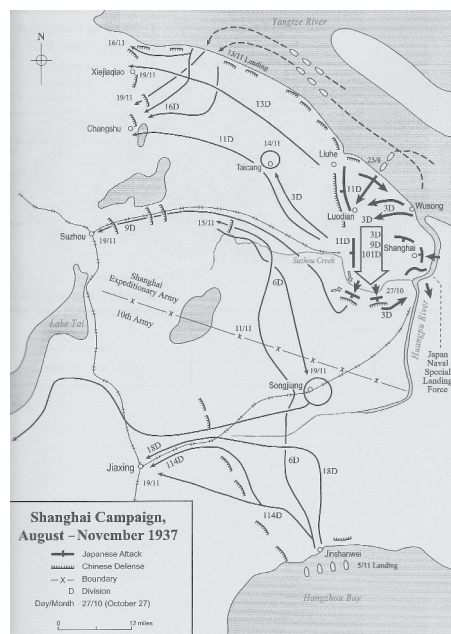 Yangtze River
N
16/11
13/11 Landing
Xiejiaqiao
19/11
19/11
16D
13D
Changshu
11D
14/11
Taicang
Liuhe
23/8
11D
3D
Wusong
Luodian
3D
3D
Suzhou
19/11
9D
15/11
11D
3D
9D
101D
Shanghai
Suzhou Creek
6D
27/10
3D
Shanghai
Expeditionary Army
10th Army
Lake Tai
Huangpu River
11/11
19/11
Songjiang
Japan
Naval
Special
Landing
Force
18D
Jiaxing
19/11
114D
6D
18D
114D
Jinshanwei
5/11 Landing
Hangzhou Bay
Shanghai Campaign,
August – November 1937
Japanese Attack
Chinese Defense
–X– Boundary
D Division
Day/Month 27/10 (October 27)
0 12 miles